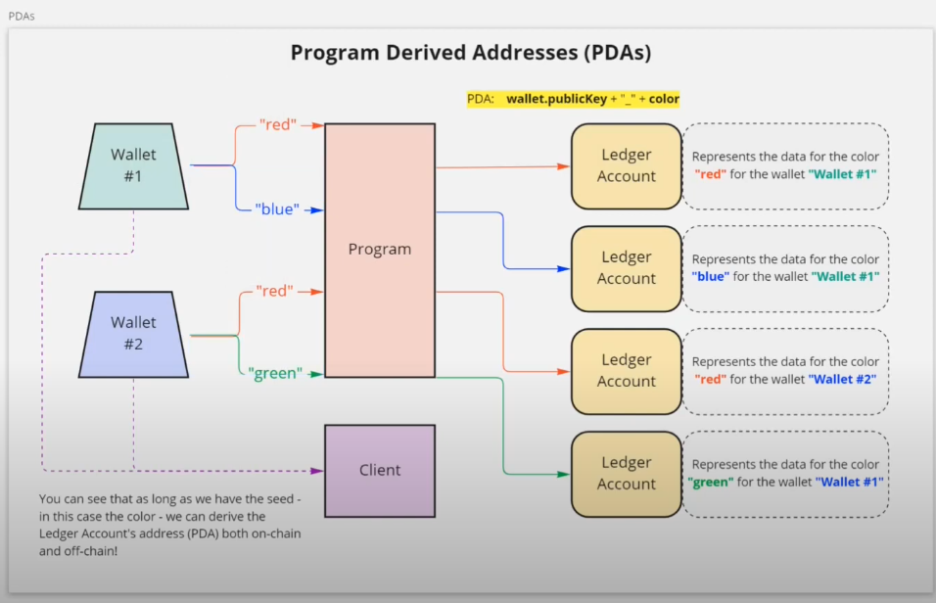 PDAs
Program Derived Addresses (PDAs)
PDA: wallet.publicKey + "_" + color
Wallet
#1
"red"
"blue"
Wallet
#2
"red"
"green"
Program
Client
Ledger
Account
Represents the data for the color
"red" for the wallet "Wallet #1"
Ledger
Account
Represents the data for the color
"blue" for the wallet "Wallet #1"
Ledger
Account
Represents the data for the color
"red" for the wallet "Wallet #2"
Ledger
Account
Represents the data for the color
"green" for the wallet "Wallet #1"
You can see that as long as we have the seed -
in this case the color - we can derive the
Ledger Account's address (PDA) both on-chain
and off-chain!